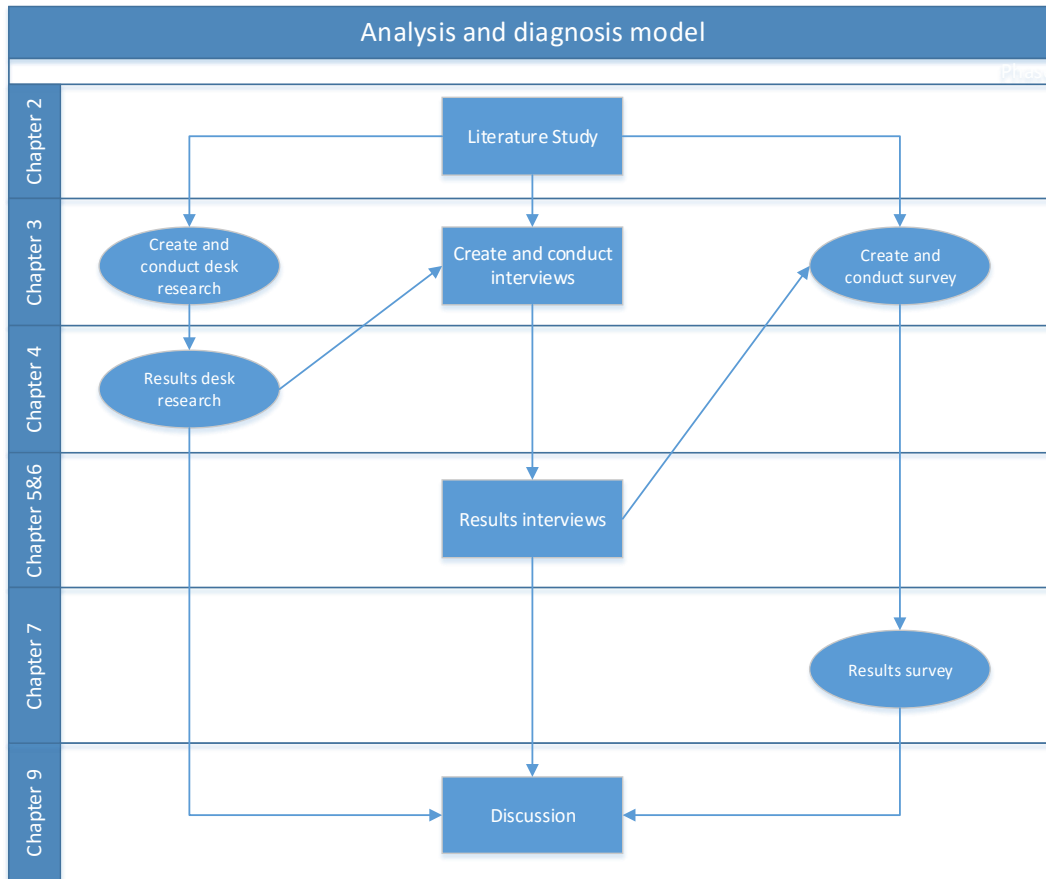 Analysis and diagnosis model
Phase
Chapter 2
Literature Study
Chapter 3
Create and
conduct desk
research
Create and conduct
interviews
Create and
conduct survey
Chapter 4
Results desk
research
Chapter 5&6
Results interviews
Chapter 7
Results survey
Chapter 9
Discussion